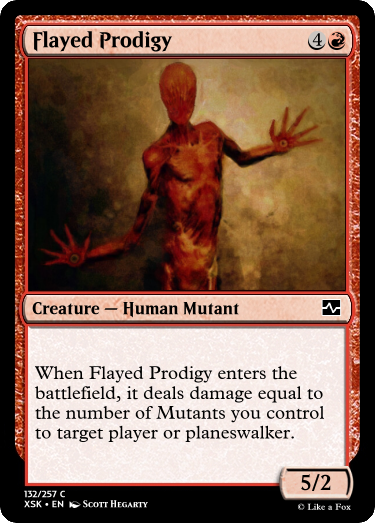 Flayed Prodigy 4
Creature — Human Mutant
When Flayed Prodigy enters the
battlefield, it deals damage equal to
the number of Mutants you control
to target player or planeswalker.
5/2
132/257 C
XSK • EN Scott Hegarty
© Like a Fox